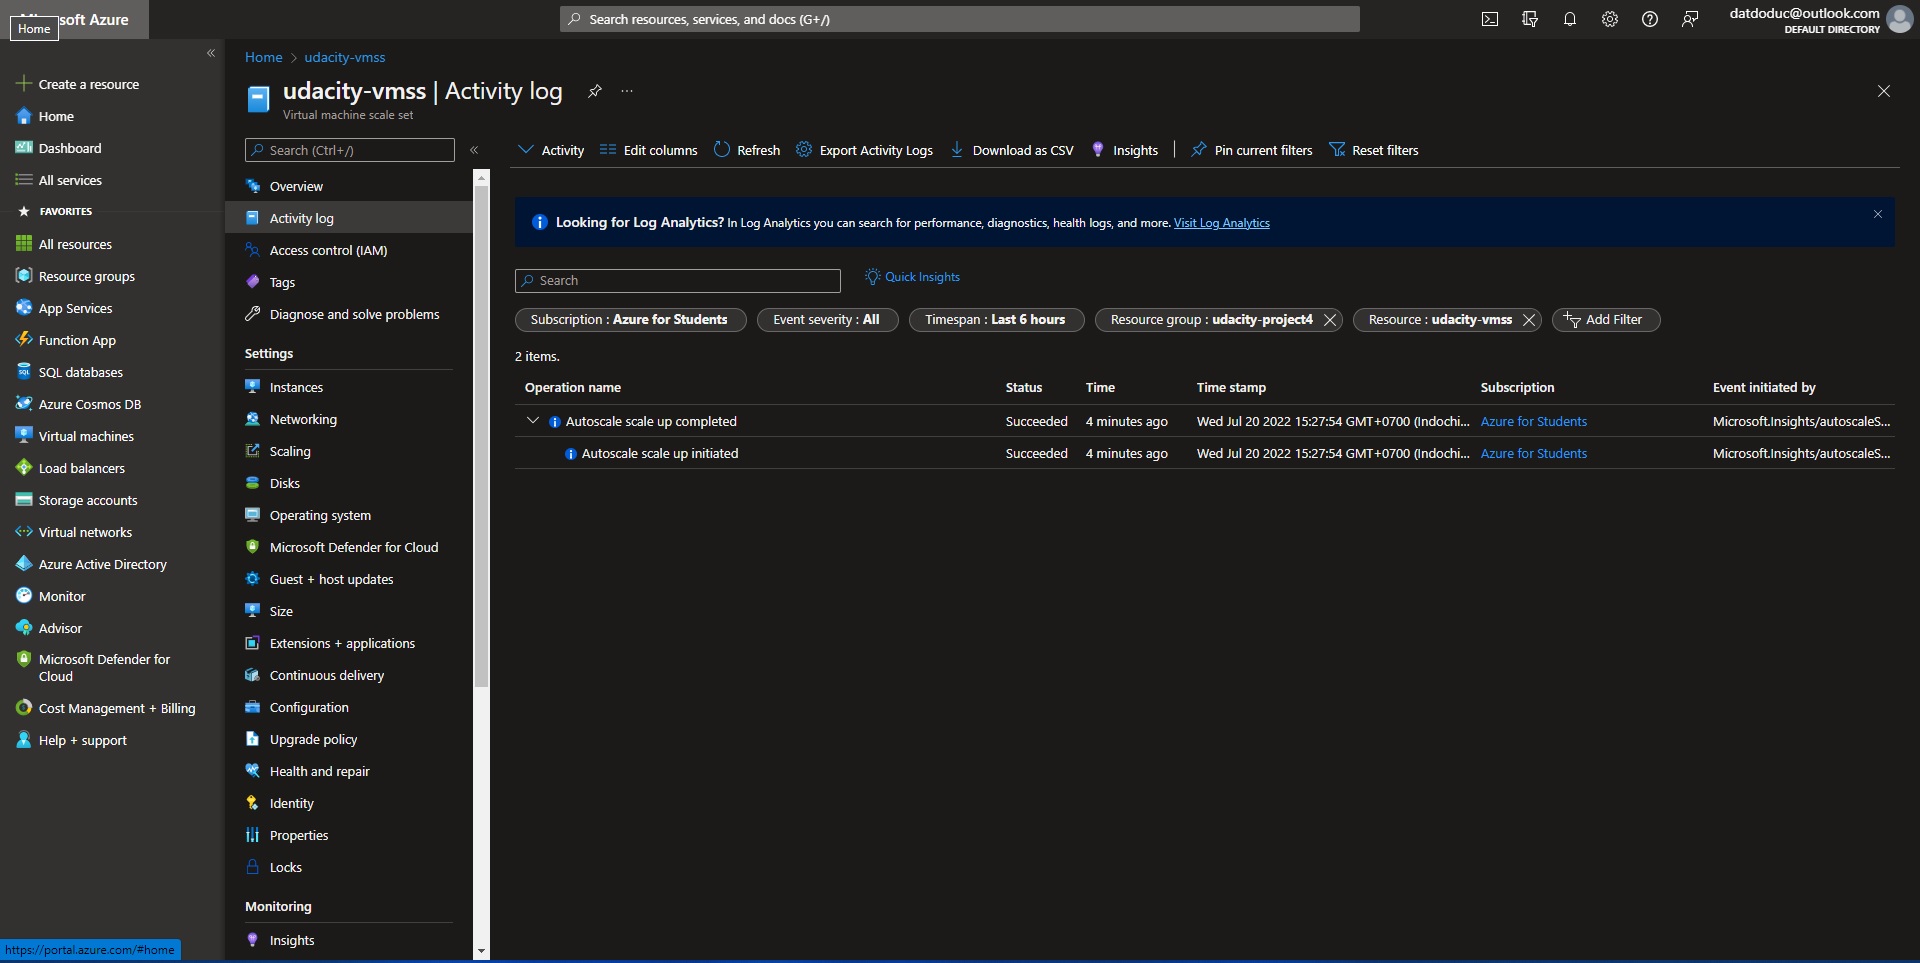 soft Azure
Home
Search resources, services, and docs (G+/)
datdoduc@outlook.com
DEFAULT DIRECTORY
Create a resource
Home
Dashboard
All services
FAVORITES
All resources
Resource groups
App Services
Function App
SQL databases
Azure Cosmos DB
Virtual machines
Load balancers
Storage accounts
Virtual networks
Azure Active Directory
Monitor
Advisor
Microsoft Defender for
Cloud
Cost Management + Billing
Help + support
https://portal.azure.com/#home
Home > udacity-vmss
udacity-vmss | Activity log
Virtual machine scale set
Search (Ctrl+/)
Overview
Activity log
Access control (IAM)
Tags
Diagnose and solve problems
Settings
Instances
Networking
Scaling
Disks
Operating system
Microsoft Defender for Cloud
Guest + host updates
Size
Extensions + applications
Continuous delivery
Configuration
Upgrade policy
Health and repair
Identity
Properties
Locks
Monitoring
Insights
Activity Edit columns Refresh Export Activity Logs Download as CSV Insights Pin current filters Reset filters
Looking for Log Analytics? In Log Analytics you can search for performance, diagnostics, health logs, and more. Visit Log Analytics
Search
Quick Insights
Subscription : Azure for Students Event severity : All Timespan : Last 6 hours Resource group : udacity-project4 Resource : udacity-vmss Add Filter
2 items.
Operation name Status Time Time stamp Subscription Event initiated by
Autoscale scale up completed Succeeded 4 minutes ago Wed Jul 20 2022 15:27:54 GMT+0700 (Indochi... Azure for Students Microsoft.Insights/autoscaleS...
Autoscale scale up initiated Succeeded 4 minutes ago Wed Jul 20 2022 15:27:54 GMT+0700 (Indochi... Azure for Students Microsoft.Insights/autoscaleS...